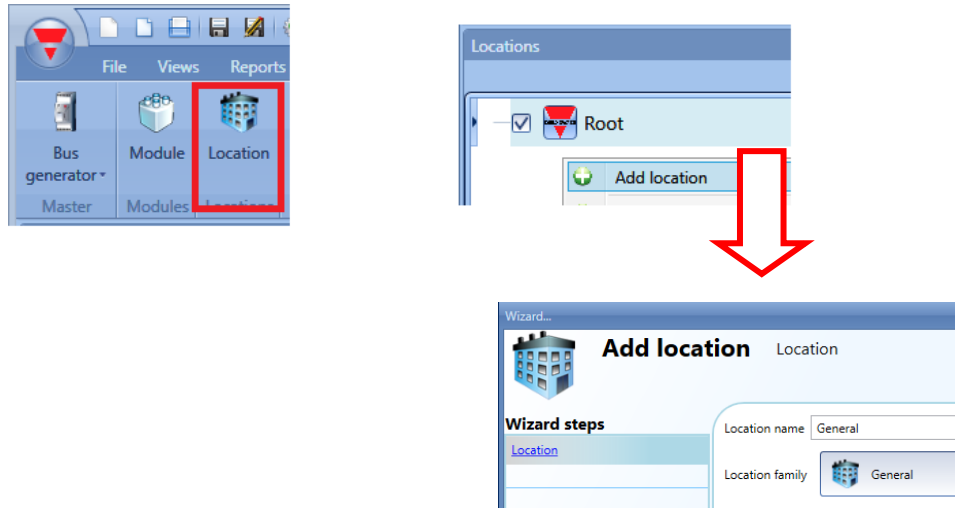 File Views Reports
Bus generator
Module
Location
Master
Modules
Locations
Locations
Root
Add location
Wizard...
Add location Location
Wizard steps
Location
Location name General
Location family General